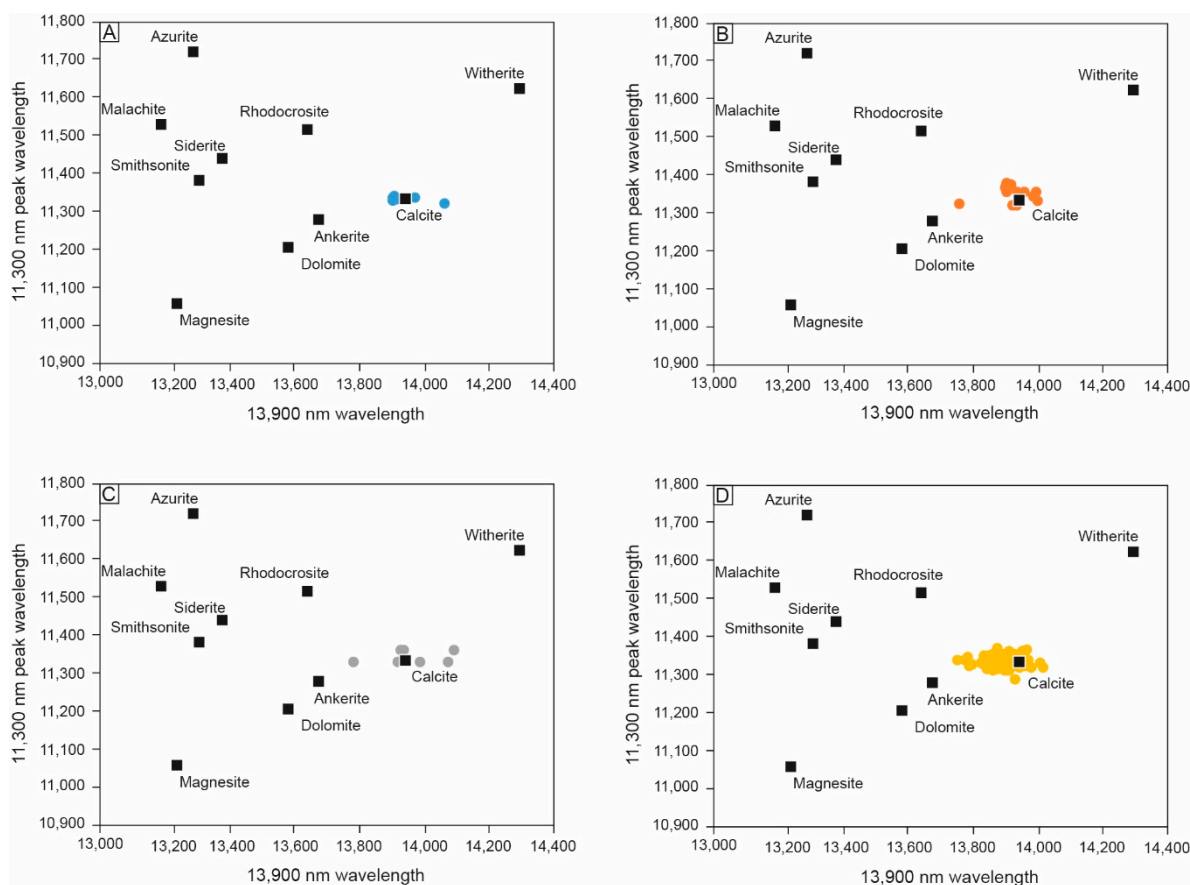 A
11,800
11,700
11,600
11,500
11,400
11,300
11,200
11,100
11,000
10,900
11,300 nm peak wavelength
Azurite
Witherite
Malachite
Rhodocrosite
Siderite
Smithsonite
Calcite
Ankerite
Dolomite
Magnesite
13,000 13,200 13,400 13,600 13,800 14,000 14,200 14,400
13,900 nm wavelength
B
11,800
11,700
11,600
11,500
11,400
11,300
11,200
11,100
11,000
10,900
11,300 nm peak wavelength
Azurite
Witherite
Malachite
Rhodocrosite
Siderite
Smithsonite
Calcite
Ankerite
Dolomite
Magnesite
13,000 13,200 13,400 13,600 13,800 14,000 14,200 14,400
13,900 nm wavelength
C
11,800
11,700
11,600
11,500
11,400
11,300
11,200
11,100
11,000
10,900
11,300 nm peak wavelength
Azurite
Witherite
Malachite
Rhodocrosite
Siderite
Smithsonite
Calcite
Ankerite
Dolomite
Magnesite
13,000 13,200 13,400 13,600 13,800 14,000 14,200 14,400
13,900 nm wavelength
D
11,800
11,700
11,600
11,500
11,400
11,300
11,200
11,100
11,000
10,900
11,300 nm peak wavelength
Azurite
Witherite
Malachite
Rhodocrosite
Siderite
Smithsonite
Calcite
Ankerite
Dolomite
Magnesite
13,000 13,200 13,400 13,600 13,800 14,000 14,200 14,400
13,900 nm wavelength